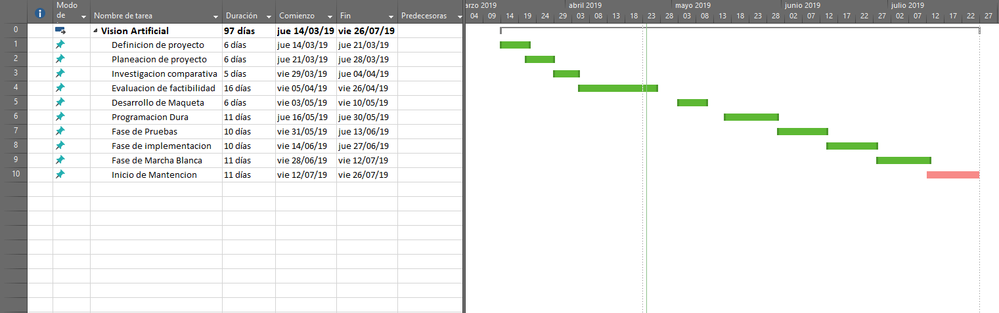 Modo de Nombre de tarea Duración Comienzo Fin Predecesoras
arzo 2019 abril 2019 mayo 2019 junio 2019 julio 2019
04 09 14 19 24 29 03 08 13 18 23 28 03 08 13 18 23 28 02 07 12 17 22 27 02 07 12 17 22 27
0 Vision Artificial 97 días jue 14/03/19 vie 26/07/19
1 Definicion de proyecto 6 días jue 14/03/19 jue 21/03/19
2 Planeacion de proyecto 6 días jue 21/03/19 jue 28/03/19
3 Investigacion comparativa 5 días vie 29/03/19 jue 04/04/19
4 Evaluacion de factibilidad 16 días vie 05/04/19 vie 26/04/19
5 Desarrollo de Maqueta 6 días vie 03/05/19 vie 10/05/19
6 Programacion Dura 11 días jue 16/05/19 jue 30/05/19
7 Fase de Pruebas 10 días vie 31/05/19 jue 13/06/19
8 Fase de implementacion 10 días vie 14/06/19 jue 27/06/19
9 Fase de Marcha Blanca 11 días vie 28/06/19 vie 12/07/19
10 Inicio de Mantencion 11 días vie 12/07/19 vie 26/07/19